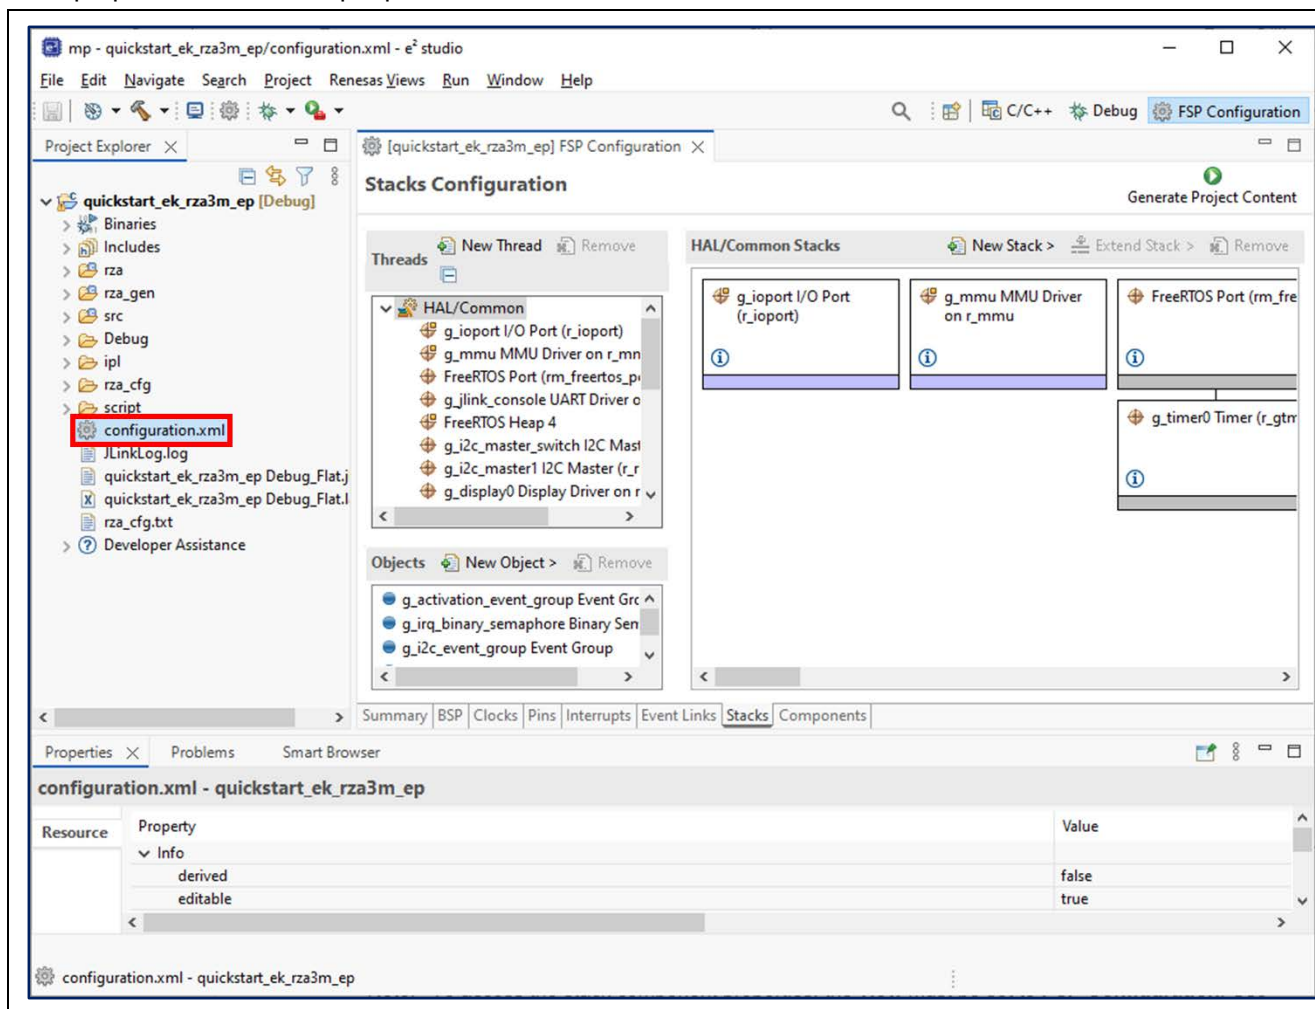 mp - quickstart_ek_rza3m_ep/configuration.xml - e² studio
File Edit Navigate Search Project Renesas Views Run Window Help
C/C++ Debug FSP Configuration
Project Explorer
[quickstart_ek_rza3m_ep] FSP Configuration
quickstart_ek_rza3m_ep [Debug]
Binaries
Includes
rza
rza_gen
src
Debug
ipl
rza_cfg
script
configuration.xml
JLinkLog.log
quickstart_ek_rza3m_ep Debug_Flat.j
quickstart_ek_rza3m_ep Debug_Flat.l
rza_cfg.txt
Developer Assistance
Stacks Configuration
Generate Project Content
Threads New Thread Remove
HAL/Common
g_ioport I/O Port (r_ioport)
g_mmu MMU Driver on r_mn
FreeRTOS Port (rm_freertos_p
g_jlink_console UART Driver o
FreeRTOS Heap 4
g_i2c_master_switch I2C Mast
g_i2c_master1 I2C Master (r_r
g_display0 Display Driver on r
Objects New Object > Remove
g_activation_event_group Event Grc
g_irq_binary_semaphore Binary Sen
g_i2c_event_group Event Group
HAL/Common Stacks New Stack > Extend Stack > Remove
g_ioport I/O Port
(r_ioport)
g_mmu MMU Driver
on r_mmu
FreeRTOS Port (rm_fre
g_timer0 Timer (r_gtm
Summary BSP Clocks Pins Interrupts Event Links Stacks Components
Properties Problems Smart Browser
configuration.xml - quickstart_ek_rza3m_ep
Resource
Property Value
Info
derived false
editable true
configuration.xml - quickstart_ek_rza3m_ep